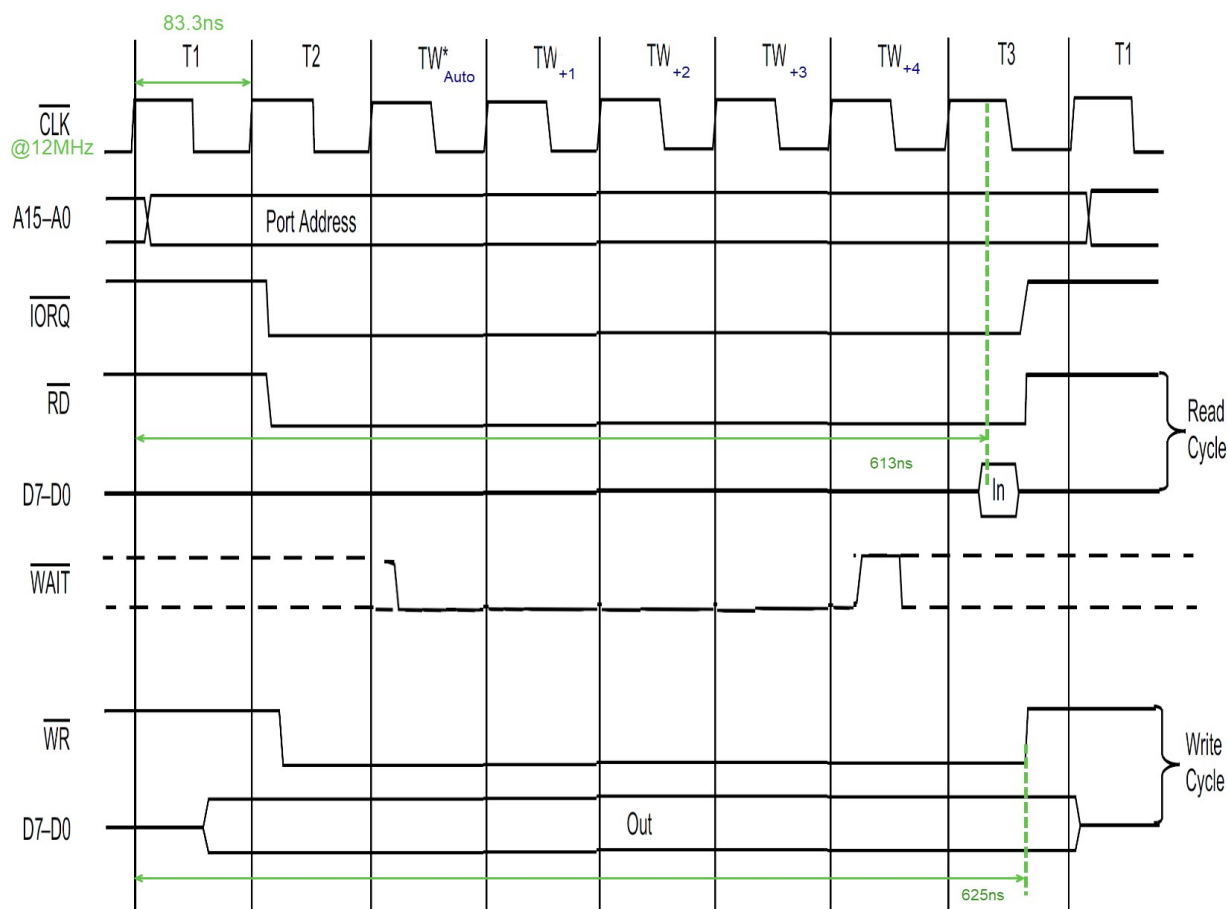 83.3ns
T1 T2 TW* Auto TW +1 TW +2 TW +3 TW +4 T3 T1
CLK
@12MHz
A15–A0 Port Address
IORQ
RD
Read
Cycle
613ns
D7–D0 In
WAIT
WR
Write
Cycle
D7–D0 Out
625ns